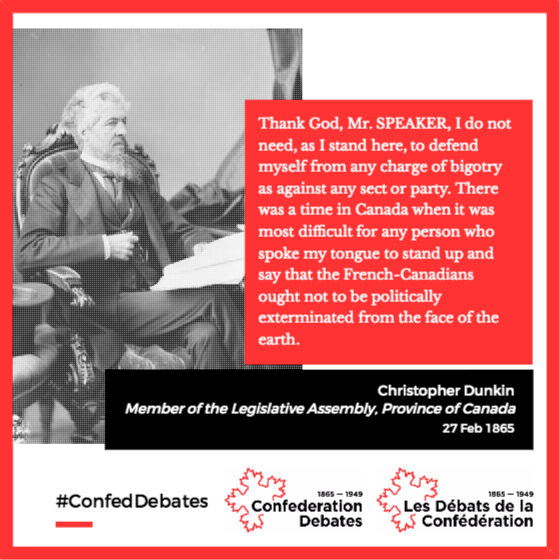 Thank God, Mr. SPEAKER, I do not
need, as I stand here, to defend
myself from any charge of bigotry
as against any sect or party. There
was a time in Canada when it was
most difficult for any person who
spoke my tongue to stand up and
say that the French-Canadians
ought not to be politically
exterminated from the face of the
earth.
Christopher Dunkin
Member of the Legislative Assembly, Province of Canada
27 Feb 1865
#ConfedDebates
1865 — 1949
Confederation
Debates
1865 — 1949
Les Débats de la
Confédération